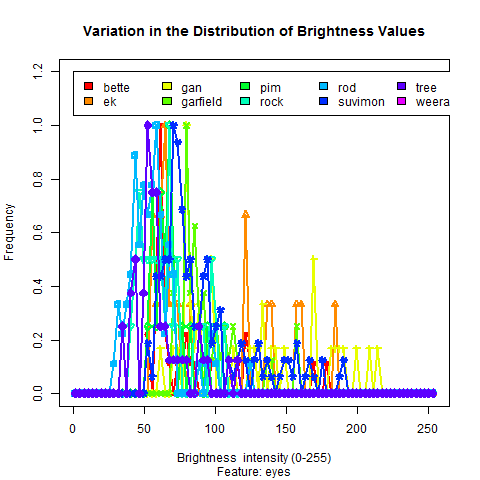 Variation in the Distribution of Brightness Values
Frequency
1.2
1.0
0.8
0.6
0.4
0.2
0.0
bette gan pim rod tree
ek garfield rock suvimon weera
0 50 100 150 200 250
Brightness intensity (0-255)
Feature: eyes